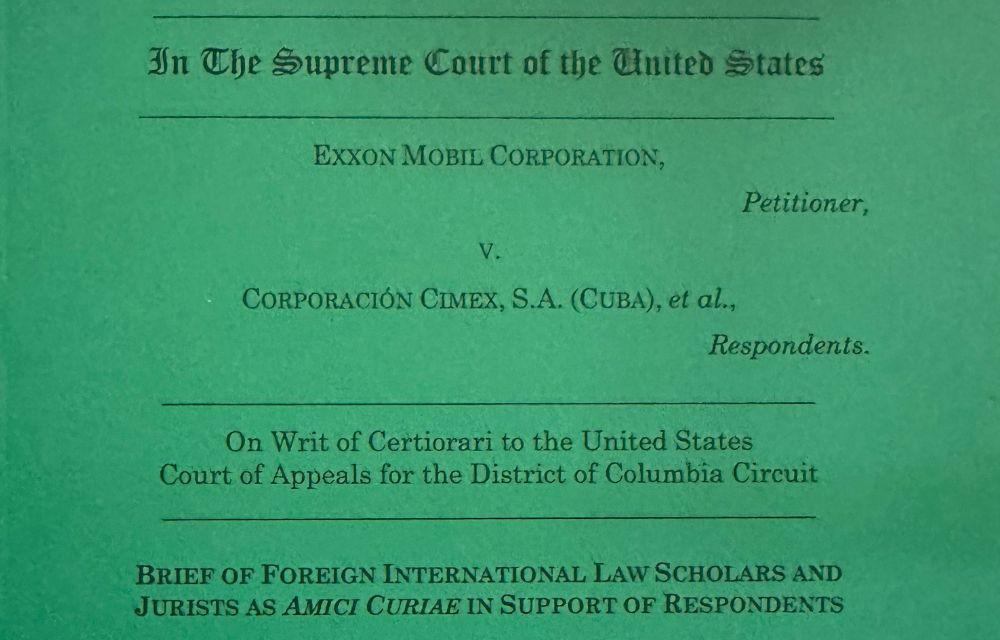 In The Supreme Court of the United States
EXXON MOBIL CORPORATION,
Petitioner,
v.
CORPORACIÓN CIMEX, S.A. (CUBA), et al.,
Respondents.
On Writ of Certiorari to the United States
Court of Appeals for the District of Columbia Circuit
BRIEF OF FOREIGN INTERNATIONAL LAW SCHOLARS AND
JURISTS AS AMICI CURIAE IN SUPPORT OF RESPONDENTS